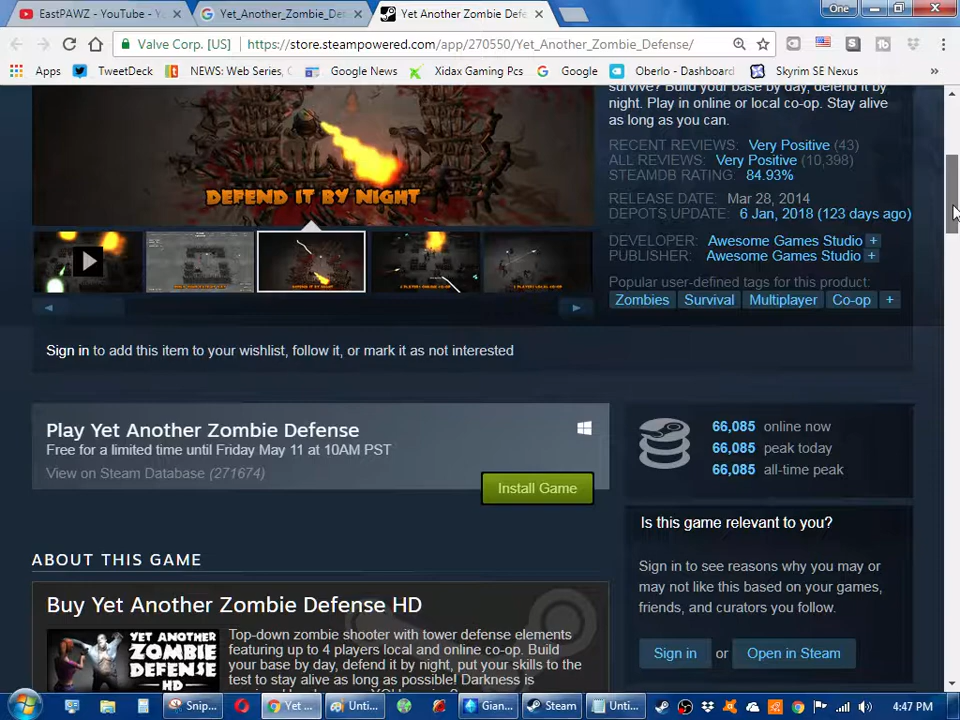 EastPAWZ - YouTube - Y
Yet_Another_Zombie_De
Yet Another Zombie Defe
One
Valve Corp. [US]
https://store.steampowered.com/app/270550/Yet_Another_Zombie_Defense/
Apps
TweetDeck
NEWS: Web Series,
Google News
Xidax Gaming Pcs
Google
Oberlo - Dashboard
Skyrim SE Nexus
»
survive? Build your base by day, defend it by
night. Play in online or local co-op. Stay alive
as long as you can.
DEFEND IT BY NIGHT
RECENT REVIEWS: Very Positive (43)
ALL REVIEWS: Very Positive (10,398)
STEAMDB RATING: 84.93%
RELEASE DATE: Mar 28, 2014
DEPOTS UPDATE: 6 Jan, 2018 (123 days ago)
DEVELOPER: Awesome Games Studio +
PUBLISHER: Awesome Games Studio +
Popular user-defined tags for this product:
Zombies Survival Multiplayer Co-op +
Sign in to add this item to your wishlist, follow it, or mark it as not interested
Play Yet Another Zombie Defense
Free for a limited time until Friday May 11 at 10AM PST
View on Steam Database (271674)
Install Game
66,085 online now
66,085 peak today
66,085 all-time peak
Is this game relevant to you?
Sign in to see reasons why you may or
may not like this based on your games,
friends, and curators you follow.
Sign in or Open in Steam
ABOUT THIS GAME
Buy Yet Another Zombie Defense HD
YET ANOTHER
ZOMBIE
DEFENSE
HD
Top-down zombie shooter with tower defense elements
featuring up to 4 players local and online co-op. Build
your base by day, defend it by night, put your skills to the
test to stay alive as long as possible! Darkness is
Snip...
Yet ...
Unti...
Gian...
Steam
Unti...
4:47 PM